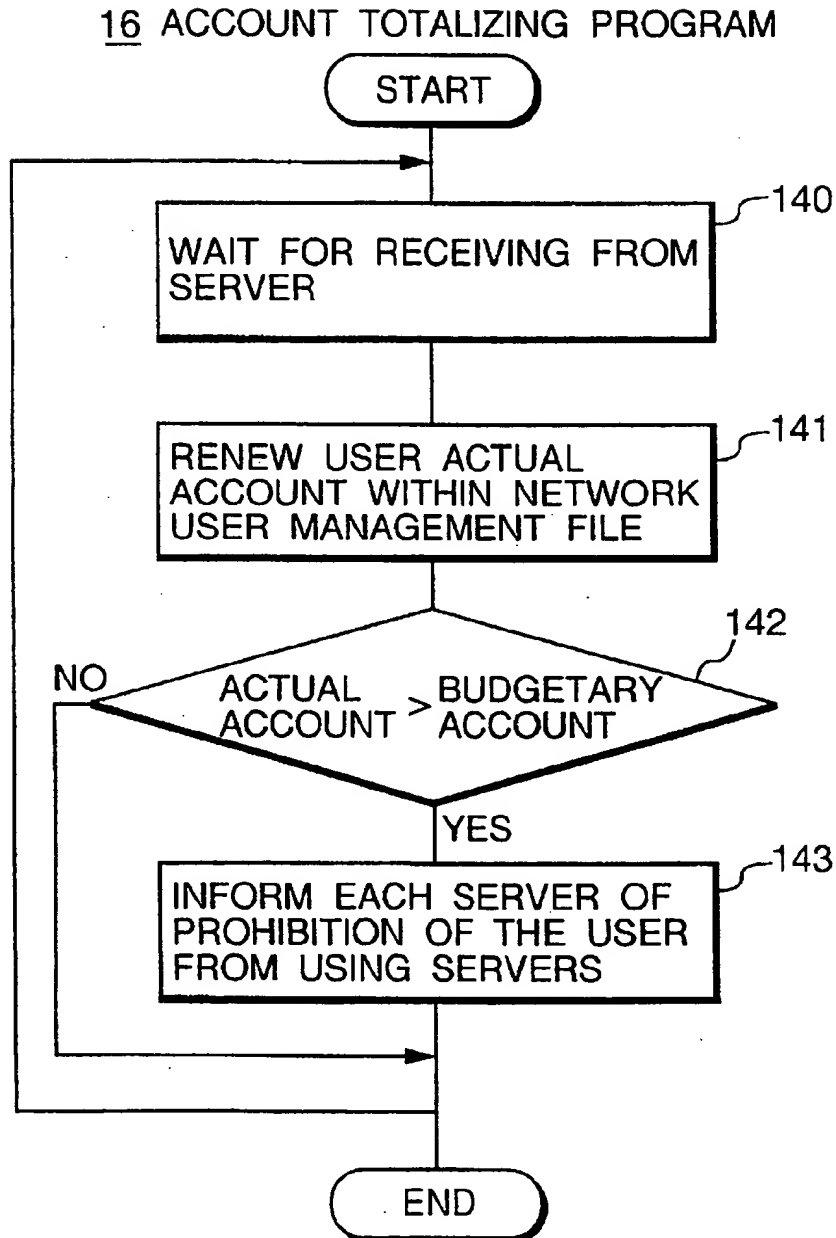 16 ACCOUNT TOTALIZING PROGRAM
START
140
WAIT FOR RECEIVING FROM
SERVER
141
RENEW USER ACTUAL
ACCOUNT WITHIN NETWORK
USER MANAGEMENT FILE
142
NO
ACTUAL
ACCOUNT
>
BUDGETARY
ACCOUNT
YES
143
INFORM EACH SERVER OF
PROHIBITION OF THE USER
FROM USING SERVERS
END